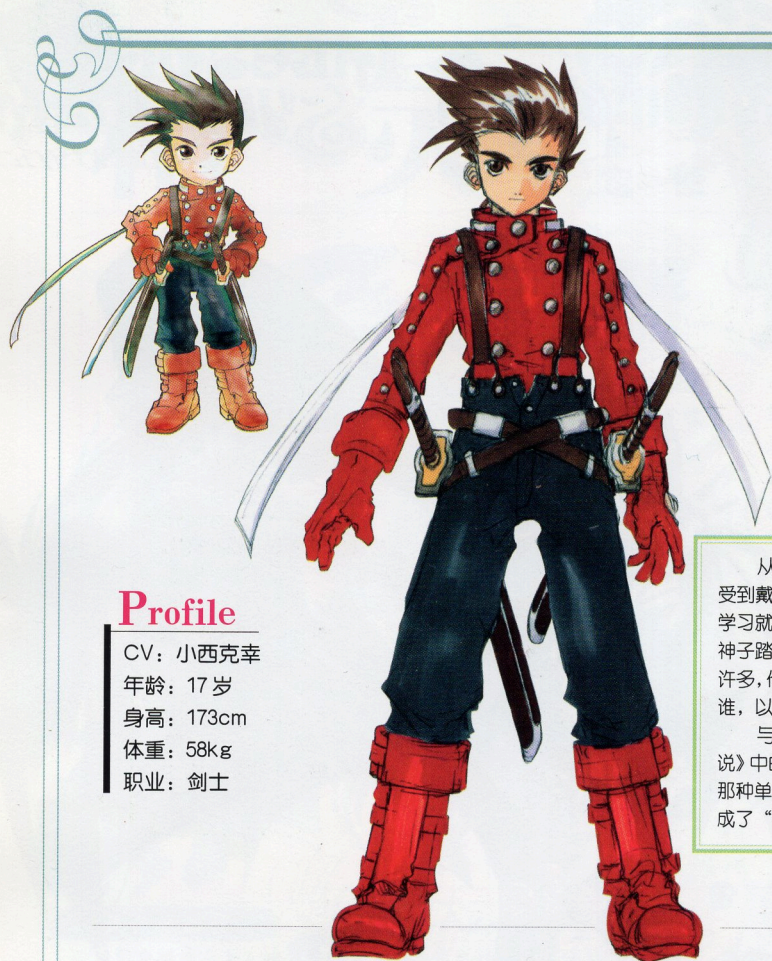 Profile
CV：小西克幸
年龄：17岁
身高：173cm
体重：58kg
职业：剑士
从
受到戴
学习就
神子踏
许多，
谁，以
与
说》中
那种单
成了“